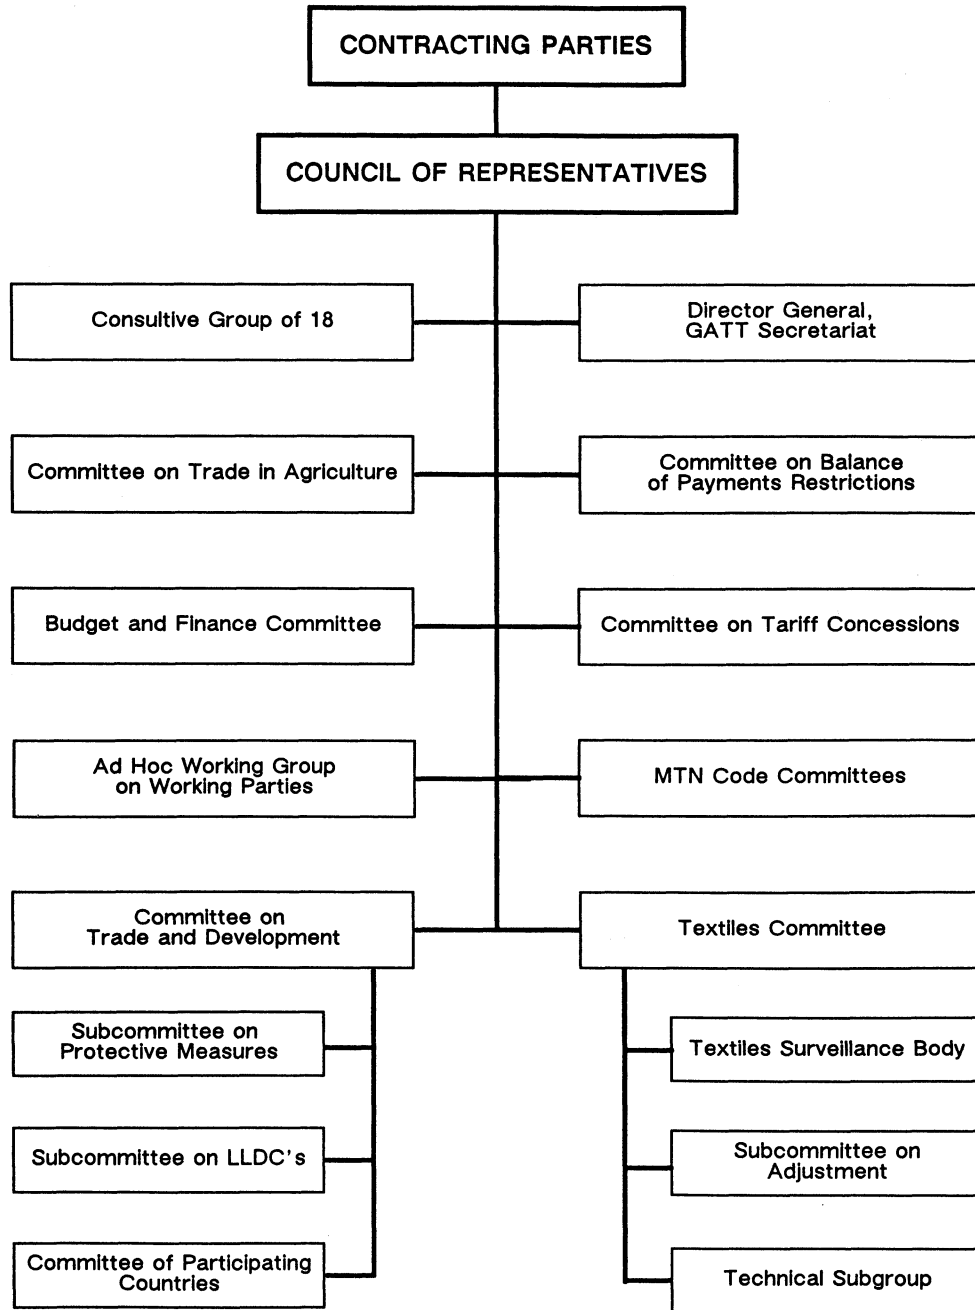 CONTRACTING PARTIES
COUNCIL OF REPRESENTATIVES
Consultive Group of 18
Director General,
GATT Secretariat
Committee on Trade in Agriculture
Committee on Balance
of Payments Restrictions
Budget and Finance Committee
Committee on Tariff Concessions
Ad Hoc Working Group
on Working Parties
MTN Code Committees
Committee on
Trade and Development
Textiles Committee
Subcommittee on
Protective Measures
Textiles Surveillance Body
Subcommittee on LLDC's
Subcommittee on
Adjustment
Committee of Participating
Countries
Technical Subgroup